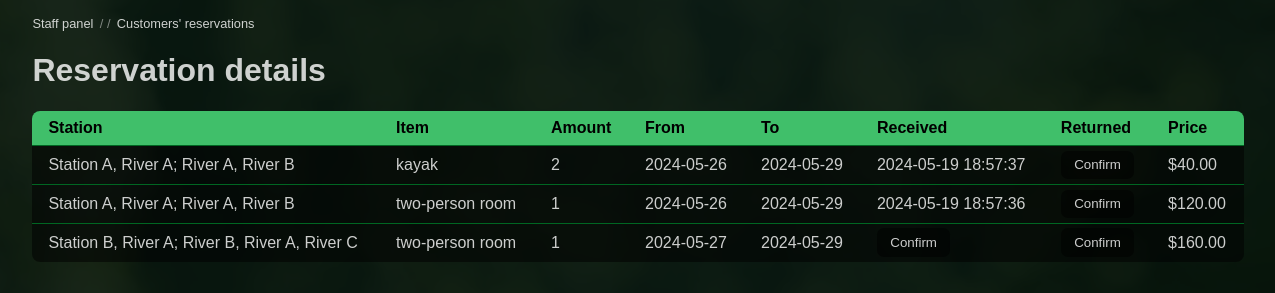 Staff panel // Customers' reservations
Reservation details
Station Item Amount From To Received Returned Price
Station A, River A; River A, River B kayak 2 2024-05-26 2024-05-29 2024-05-19 18:57:37 Confirm $40.00
Station A, River A; River A, River B two-person room 1 2024-05-26 2024-05-29 2024-05-19 18:57:36 Confirm $120.00
Station B, River A; River B, River A, River C two-person room 1 2024-05-27 2024-05-29 Confirm Confirm $160.00